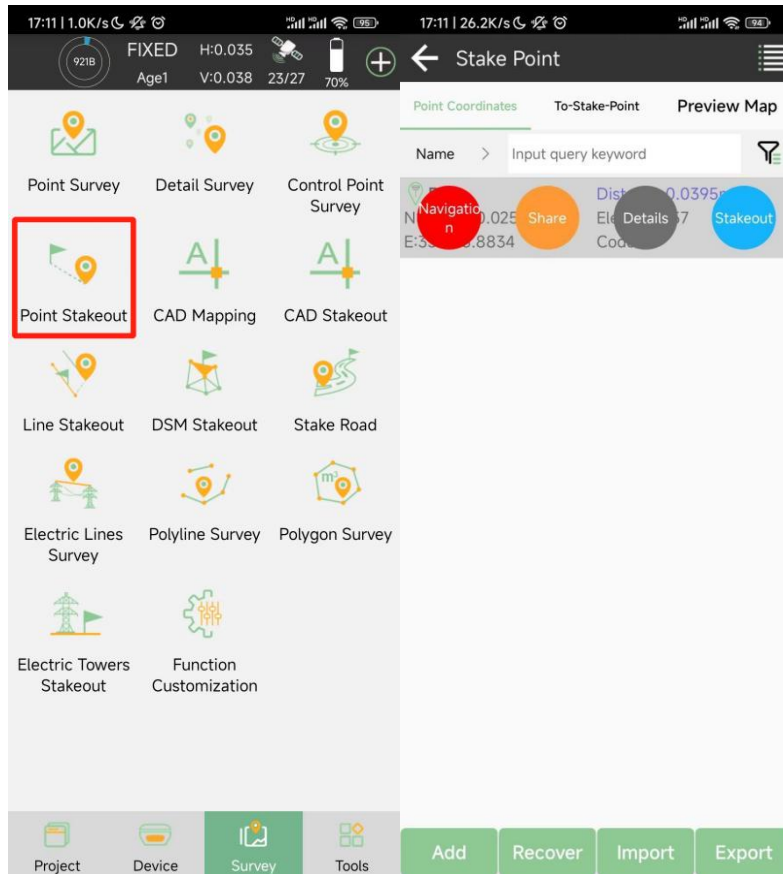 17:11 | 1.0K/s
95
921B
FIXED
H:0.035
Age1
V:0.038
23/27
70%
Point Survey
Detail Survey
Control Point
Survey
Point Stakeout
CAD Mapping
CAD Stakeout
Line Stakeout
DSM Stakeout
Stake Road
Electric Lines
Survey
Polyline Survey
Polygon Survey
Electric Towers
Stakeout
Function
Customization
Project
Device
Survey
Tools
17:11 | 26.2K/s
94
Stake Point
Point Coordinates
To-Stake-Point
Preview Map
Name >
Input query keyword
Navigatio
n
Share
Details
Stakeout
Add
Recover
Import
Export